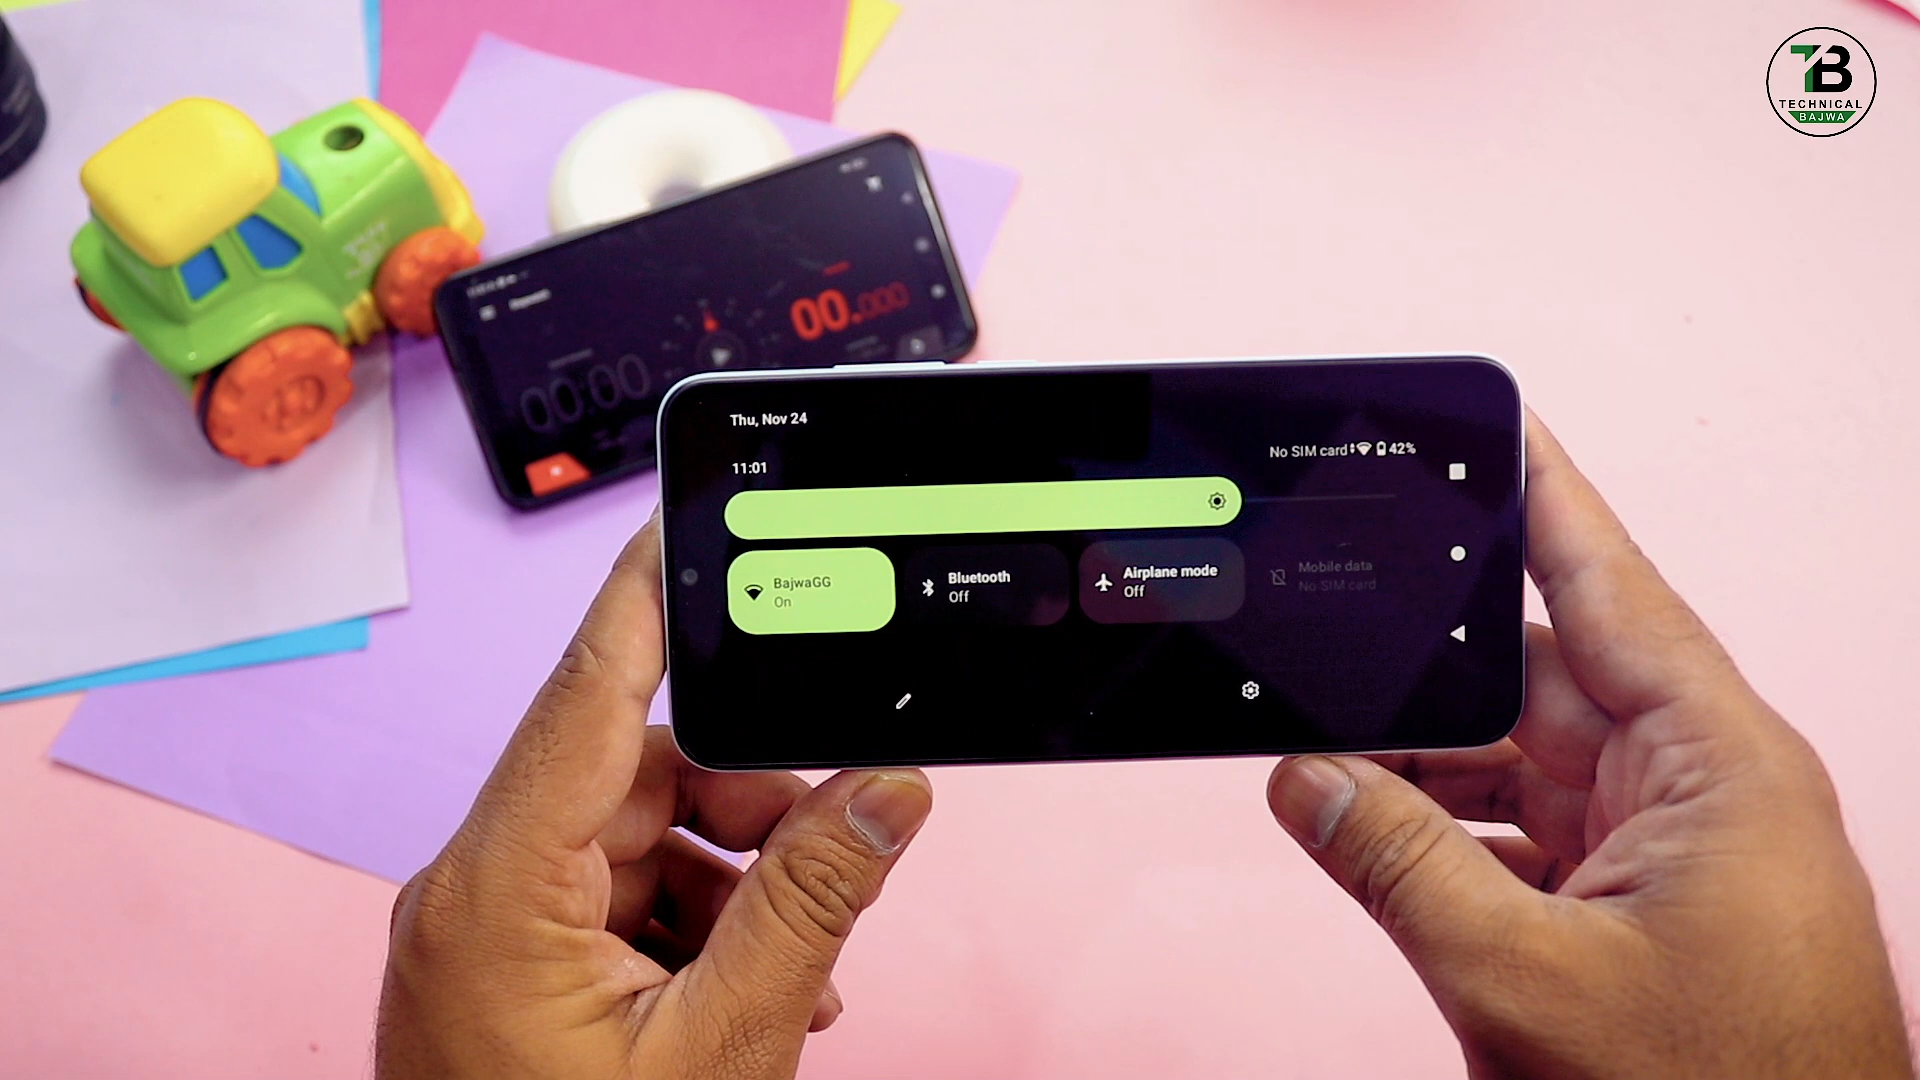 TB
TECHNICAL
BAJWA
00.000
00:00
Thu, Nov 24
No SIM card 42%
11:01
BajwaGG
On
Bluetooth
Off
Airplane mode
Off
Mobile data
No SIM card